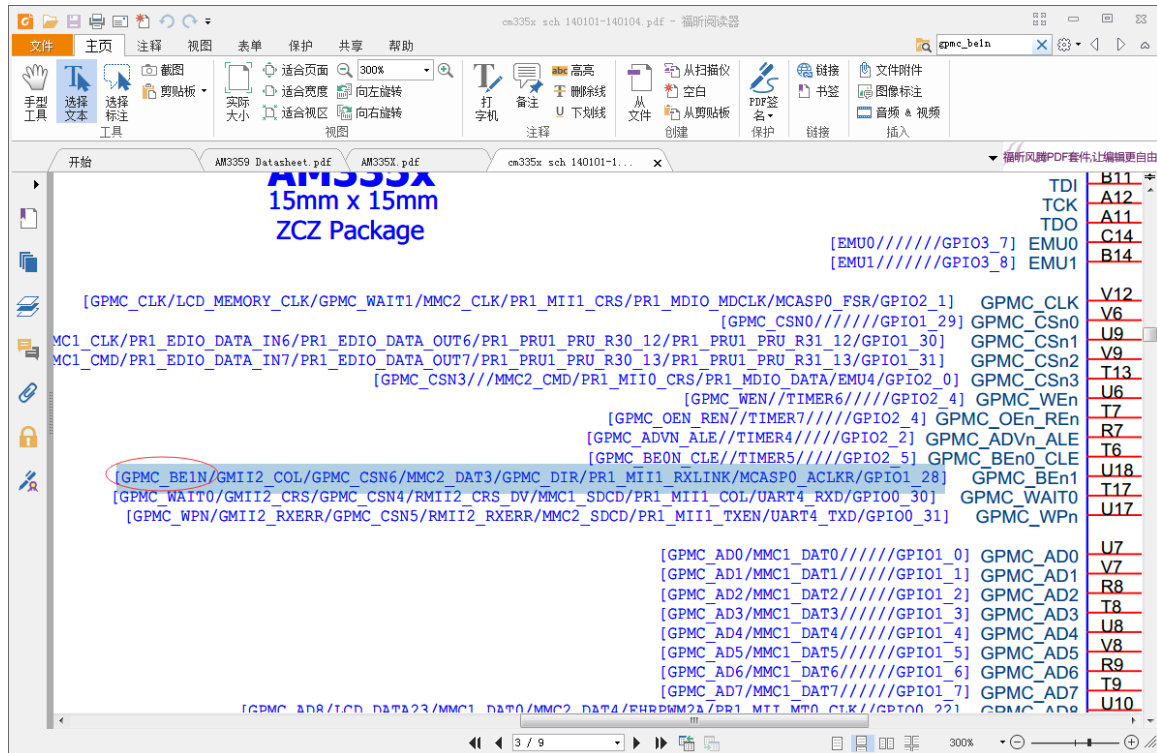 cm335x sch 140101-140104.pdf - 福昕阅读器
文件 主页 注释 视图 表单 保护 共享 帮助 gpmc_be1n
手型工具 选择文本 选择标注 截图 剪贴板 实际大小 适合页面 适合宽度 适合视区 300% 向左旋转 向右旋转 打字机 备注 高亮 删除线 下划线 从文件 从扫描仪 空白 从剪贴板 PDF签名 链接 书签 文件附件 图像标注 音频 & 视频
工具 视图 注释 创建 保护 链接 插入
开始 AM3359 Datasheet.pdf AM335X.pdf cm335x sch 140101-1... 福昕风腾PDF套件,让编辑更自由
AM335x
15mm x 15mm
ZCZ Package
TDI B11
TCK A12
TDO A11
[EMU0///////GPIO3_7] EMU0 C14
[EMU1///////GPIO3_8] EMU1 B14
[GPMC_CLK/LCD_MEMORY_CLK/GPMC_WAIT1/MMC2_CLK/PR1_MII1_CRS/PR1_MDIO_MDCLK/MCASP0_FSR/GPIO2_1] GPMC_CLK V12
[GPMC_CSN0///////GPIO1_29] GPMC_CSn0 V6
MC1_CLK/PR1_EDIO_DATA_IN6/PR1_EDIO_DATA_OUT6/PR1_PRU1_PRU_R30_12/PR1_PRU1_PRU_R31_12/GPIO1_30] GPMC_CSn1 U9
MC1_CMD/PR1_EDIO_DATA_IN7/PR1_EDIO_DATA_OUT7/PR1_PRU1_PRU_R30_13/PR1_PRU1_PRU_R31_13/GPIO1_31] GPMC_CSn2 V9
[GPMC_CSN3///MMC2_CMD/PR1_MII0_CRS/PR1_MDIO_DATA/EMU4/GPIO2_0] GPMC_CSn3 T13
[GPMC_WEN//TIMER6/////GPIO2_4] GPMC_WEn U6
[GPMC_OEN_REN//TIMER7/////GPIO2_4] GPMC_OEn_REn T7
[GPMC_ADVN_ALE//TIMER4/////GPIO2_2] GPMC_ADVn_ALE R7
[GPMC_BE0N_CLE//TIMER5/////GPIO2_5] GPMC_BEn0_CLE T6
[GPMC_BE1N/GMII2_COL/GPMC_CSN6/MMC2_DAT3/GPMC_DIR/PR1_MII1_RXLINK/MCASP0_ACLKR/GPIO1_28] GPMC_BEn1 U18
[GPMC_WAIT0/GMII2_CRS/GPMC_CSN4/RMII2_CRS_DV/MMC1_SDCD/PR1_MII1_COL/UART4_RXD/GPIO0_30] GPMC_WAIT0 T17
[GPMC_WPN/GMII2_RXERR/GPMC_CSN5/RMII2_RXERR/MMC2_SDCD/PR1_MII1_TXEN/UART4_TXD/GPIO0_31] GPMC_WPn U17
[GPMC_AD0/MMC1_DAT0//////GPIO1_0] GPMC_AD0 U7
[GPMC_AD1/MMC1_DAT1//////GPIO1_1] GPMC_AD1 V7
[GPMC_AD2/MMC1_DAT2//////GPIO1_2] GPMC_AD2 R8
[GPMC_AD3/MMC1_DAT3//////GPIO1_3] GPMC_AD3 T8
[GPMC_AD4/MMC1_DAT4//////GPIO1_4] GPMC_AD4 U8
[GPMC_AD5/MMC1_DAT5//////GPIO1_5] GPMC_AD5 V8
[GPMC_AD6/MMC1_DAT6//////GPIO1_6] GPMC_AD6 R9
[GPMC_AD7/MMC1_DAT7//////GPIO1_7] GPMC_AD7 T9
[GPMC_AD8/LCD_DATA23/MMC1_DAT0/MMC2_DAT4/EHRPWM2A/PR1_MII_MT0_CLK//GPIO0_22] GPMC_AD8 U10
3 / 9 300%